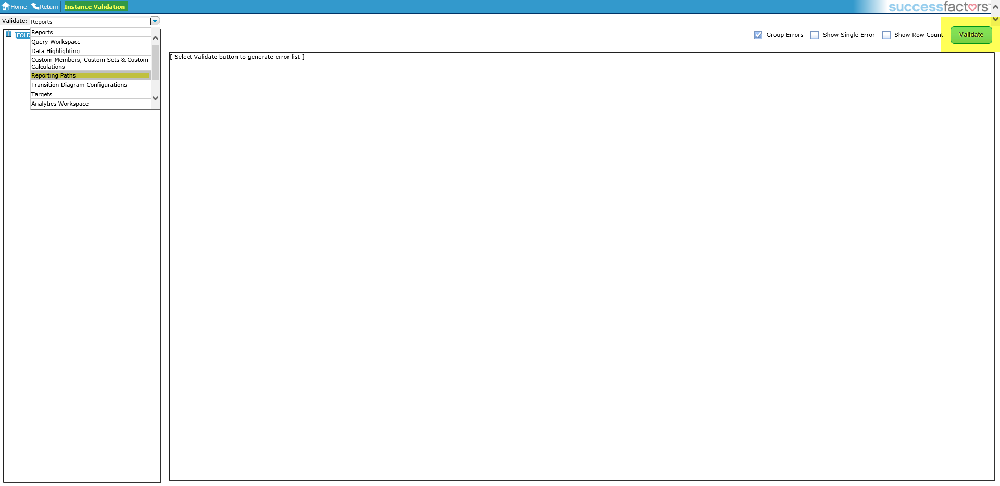 Home Return Instance Validation successfactors
Validate: Reports
Reports
Query Workspace
Data Highlighting
Custom Members, Custom Sets & Custom
Calculations
Reporting Paths
Transition Diagram Configurations
Targets
Analytics Workspace
[FOLD
Group Errors Show Single Error Show Row Count Validate
[ Select Validate button to generate error list ]